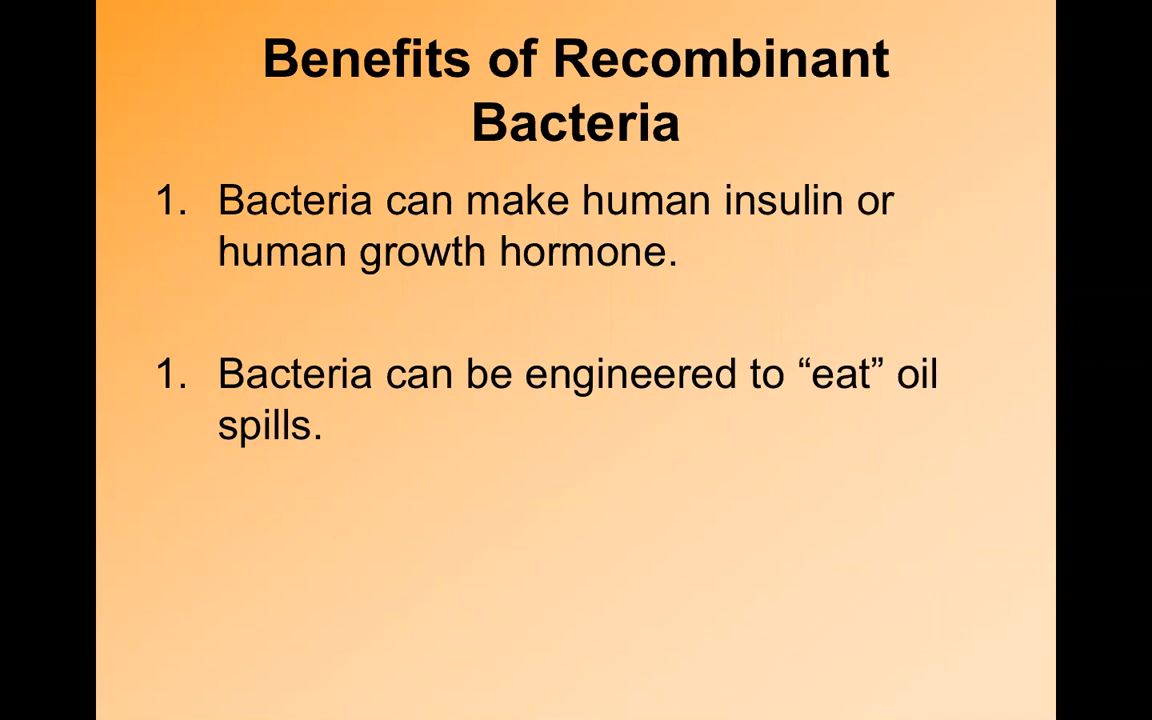 Benefits of Recombinant
Bacteria
1. Bacteria can make human insulin or
human growth hormone.
1. Bacteria can be engineered to “eat” oil
spills.